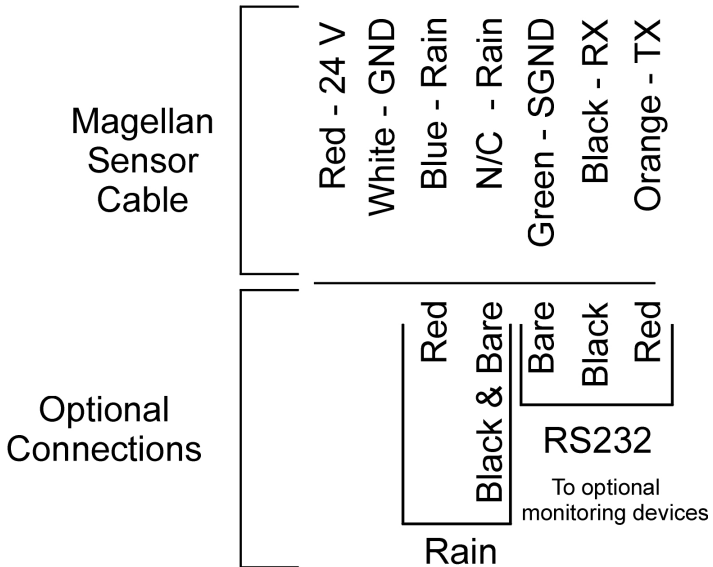 Magellan
Sensor
Cable
Red - 24 V
White - GND
Blue - Rain
N/C - Rain
Green - SGND
Black - RX
Orange - TX
Optional
Connections
Red
Black & Bare
Bare
Black
Red
Rain
RS232
To optional
monitoring devices